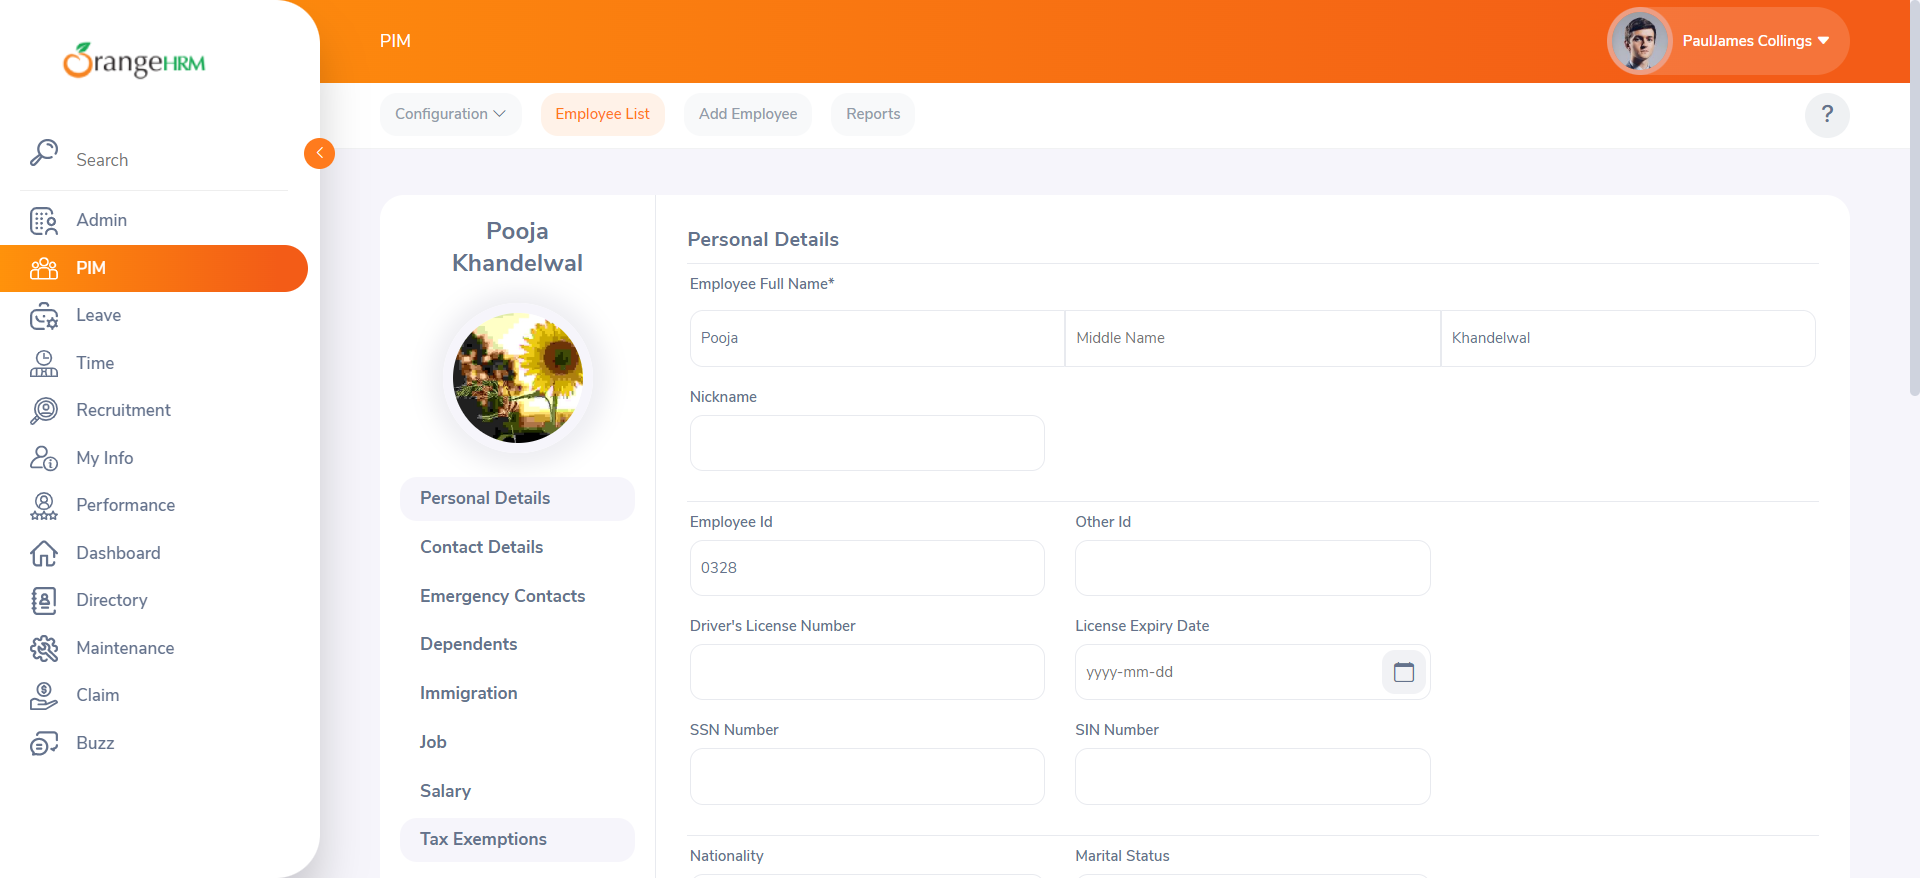 OrangeHRM
PIM
PaulJames Collings
Configuration
Employee List
Add Employee
Reports
?
Search
Admin
PIM
Leave
Time
Recruitment
My Info
Performance
Dashboard
Directory
Maintenance
Claim
Buzz
Pooja
Khandelwal
Personal Details
Contact Details
Emergency Contacts
Dependents
Immigration
Job
Salary
Tax Exemptions
Personal Details
Employee Full Name*
Pooja
Middle Name
Khandelwal
Nickname
Employee Id
Other Id
0328
Driver's License Number
License Expiry Date
yyyy-mm-dd
SSN Number
SIN Number
Nationality
Marital Status